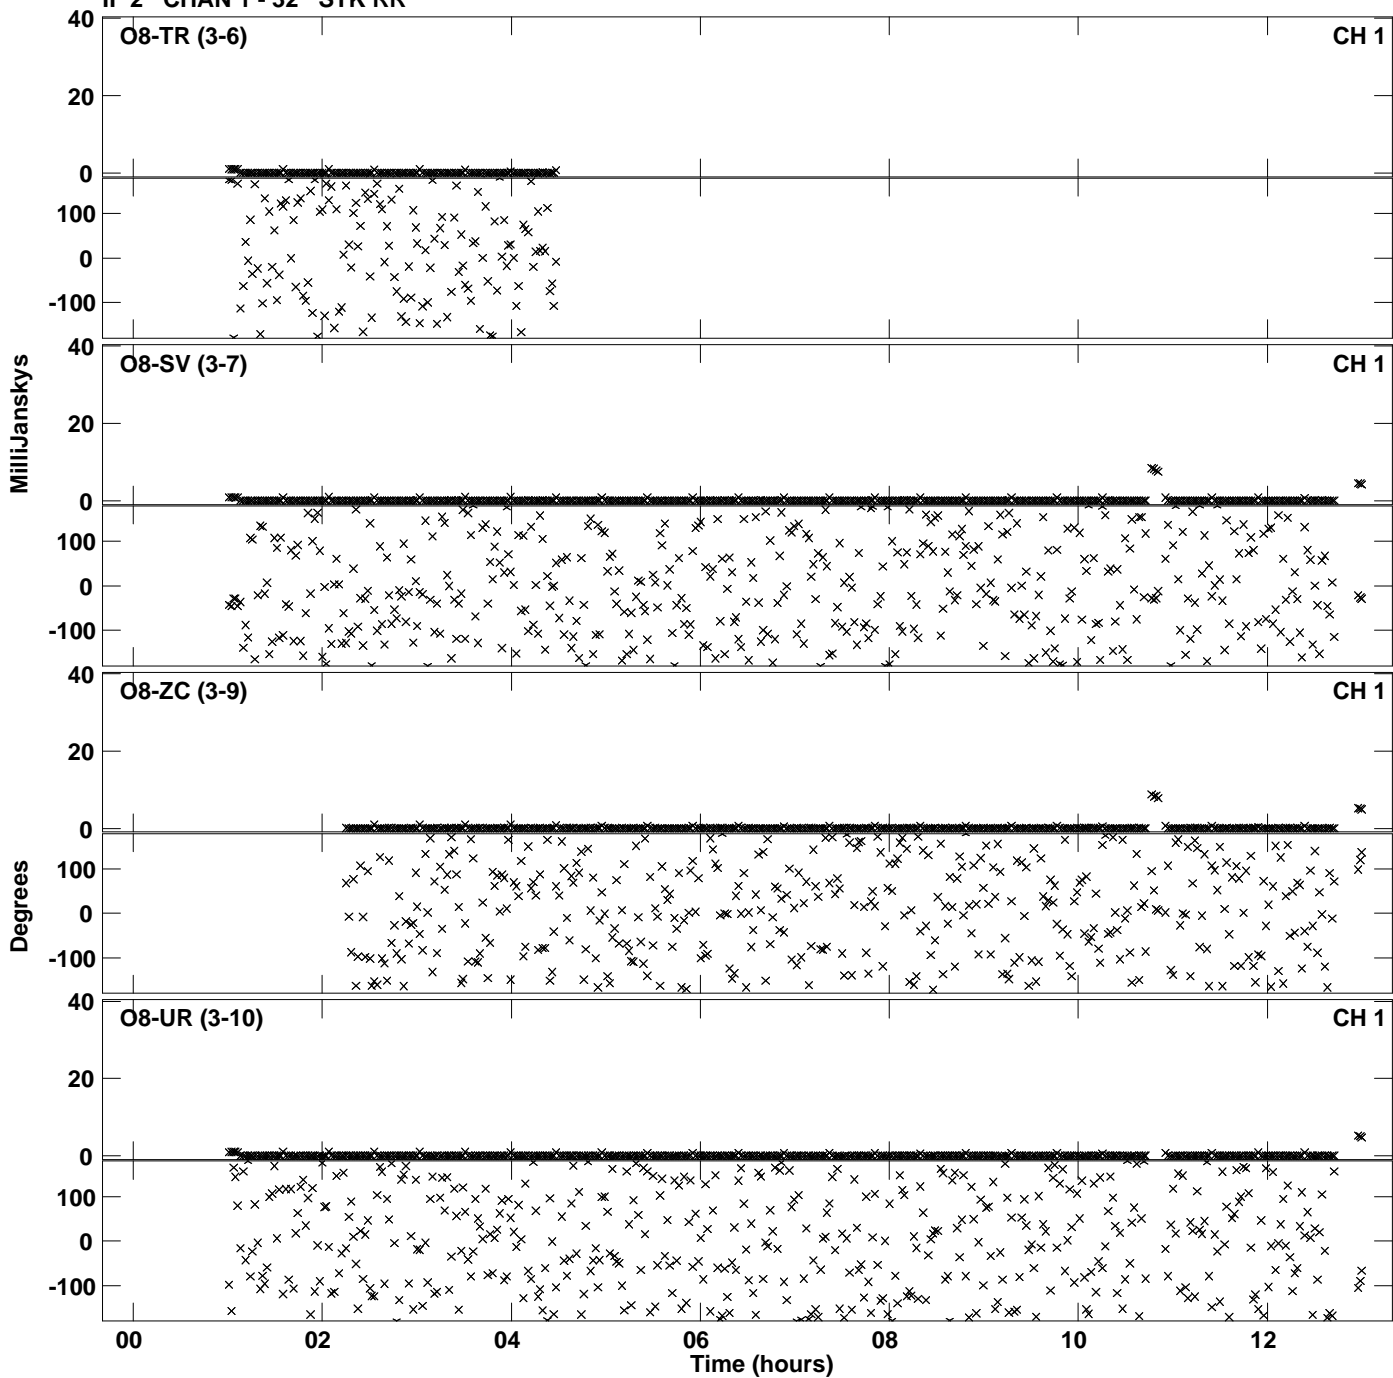 IF 2 CHAN 1 - 32 STK RR
40
O8-TR (3-6) CH 1
20
0
100
0
-100
40
O8-SV (3-7) CH 1
20
0
100
0
-100
40
O8-ZC (3-9) CH 1
20
0
100
0
-100
40
O8-UR (3-10) CH 1
20
0
100
0
-100
MilliJanskys
Degrees
00 02 04 06 08 10 12
Time (hours)